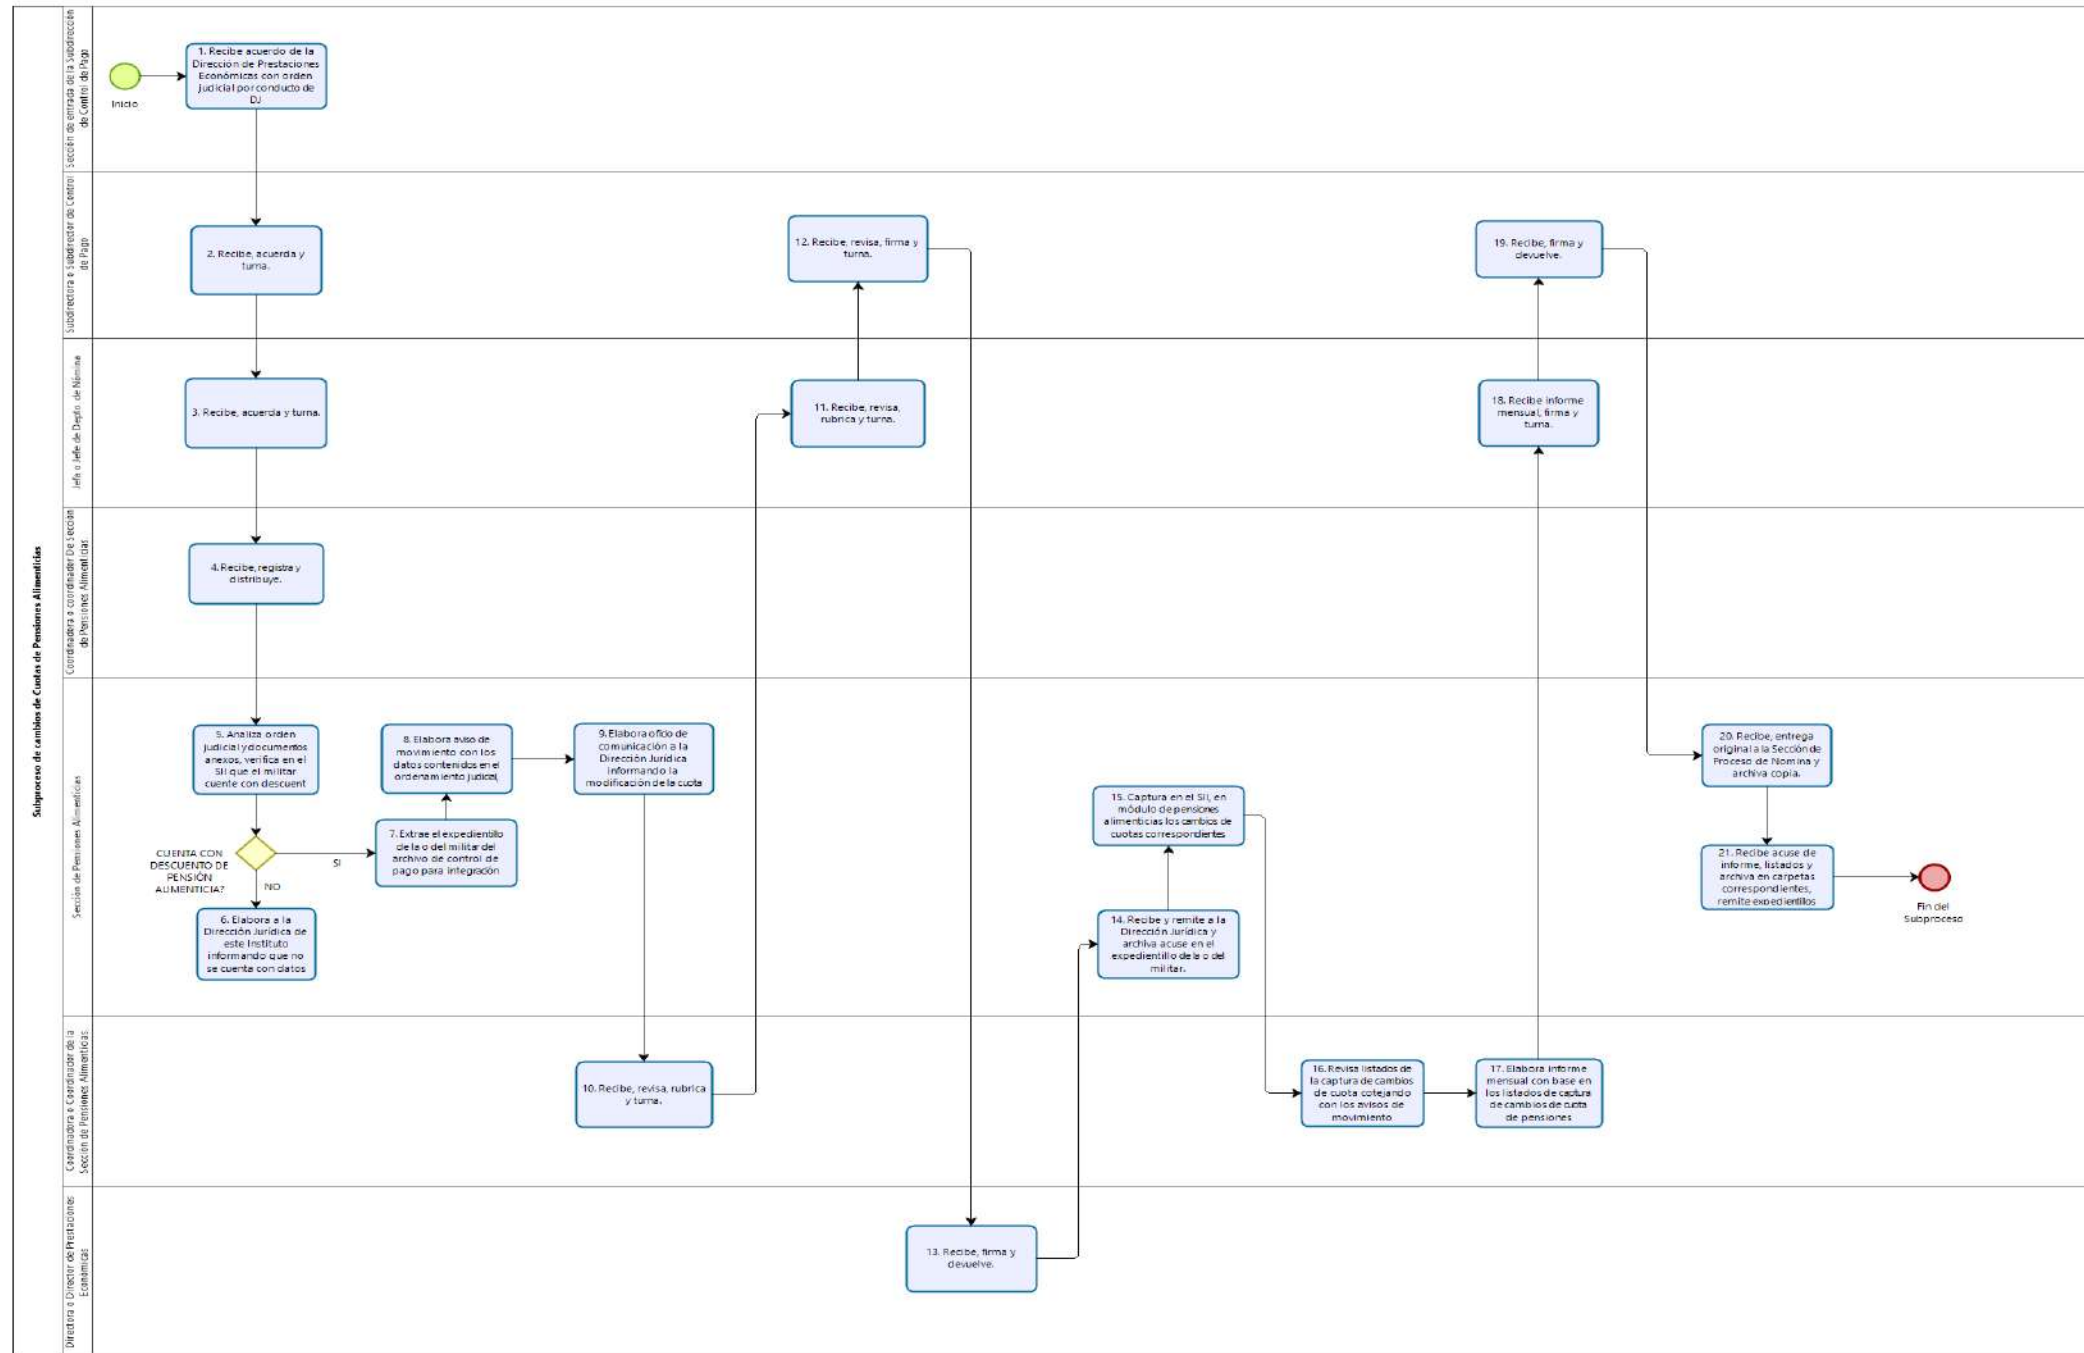 Subproceso de cambios de Cuotas de Pensiones Alimenticias
Sección de entrada de la Subdirección
de Control de Pago
Inicio
1. Recibe acuerdo de la
Dirección de Prestaciones
Económicas con orden
judicial por conducto de
DJ
Subdirectora o Subdirector de Control
de Pago
2. Recibe, acuerda y
turna.
12. Recibe, revisa, firma y
turna.
19. Recibe, firma y
devuelve.
Jefa o Jefe de Depto. de Nómina
3. Recibe, acuerda y turna.
11. Recibe, revisa,
rubrica y turna.
18. Recibe informe
mensual, firma y
turna.
Coordinadora o coordinador De Sección
de Pensiones Alimenticias
4. Recibe, registra y
distribuye.
Sección de Pensiones Alimenticias
5. Analiza orden
judicial y documentos
anexos, verifica en el
SII que el militar
cuente con descuent
CUENTA CON
DESCUENTO DE
PENSIÓN
ALIMENTICIA?
SI
NO
6. Elabora a la
Dirección Jurídica de
este Instituto
informando que no
se cuenta con datos
7. Extrae el expedientillo
de la o del militar del
archivo de control de
pago para integración
8. Elabora aviso de
movimiento con los
datos contenidos en el
ordenamiento judicial,
9. Elabora oficio de
comunicación a la
Dirección Jurídica
informando la
modificación de la cuota
14. Recibe y remite a la
Dirección Jurídica y
archiva acuse en el
expedientillo de la o del
militar.
15. Captura en el SII, en
módulo de pensiones
alimenticias los cambios de
cuotas correspondientes
20. Recibe, entrega
original a la Sección de
Proceso de Nomina y
archiva copia.
21. Recibe acuse de
informe, listados y
archiva en carpetas
correspondientes,
remite expedientillos
Fin del
Subproceso
Coordinadora o Coordinador de la
Sección de Pensiones Alimenticias.
10. Recibe, revisa, rubrica
y turna.
16. Revisa listados de
la captura de cambios
de cuota cotejando
con los avisos de
movimiento
17. Elabora informe
mensual con base en
los listados de captura
de cambios de cuota
de pensiones
Directora o Director de Prestaciones
Económicas
13. Recibe, firma y
devuelve.